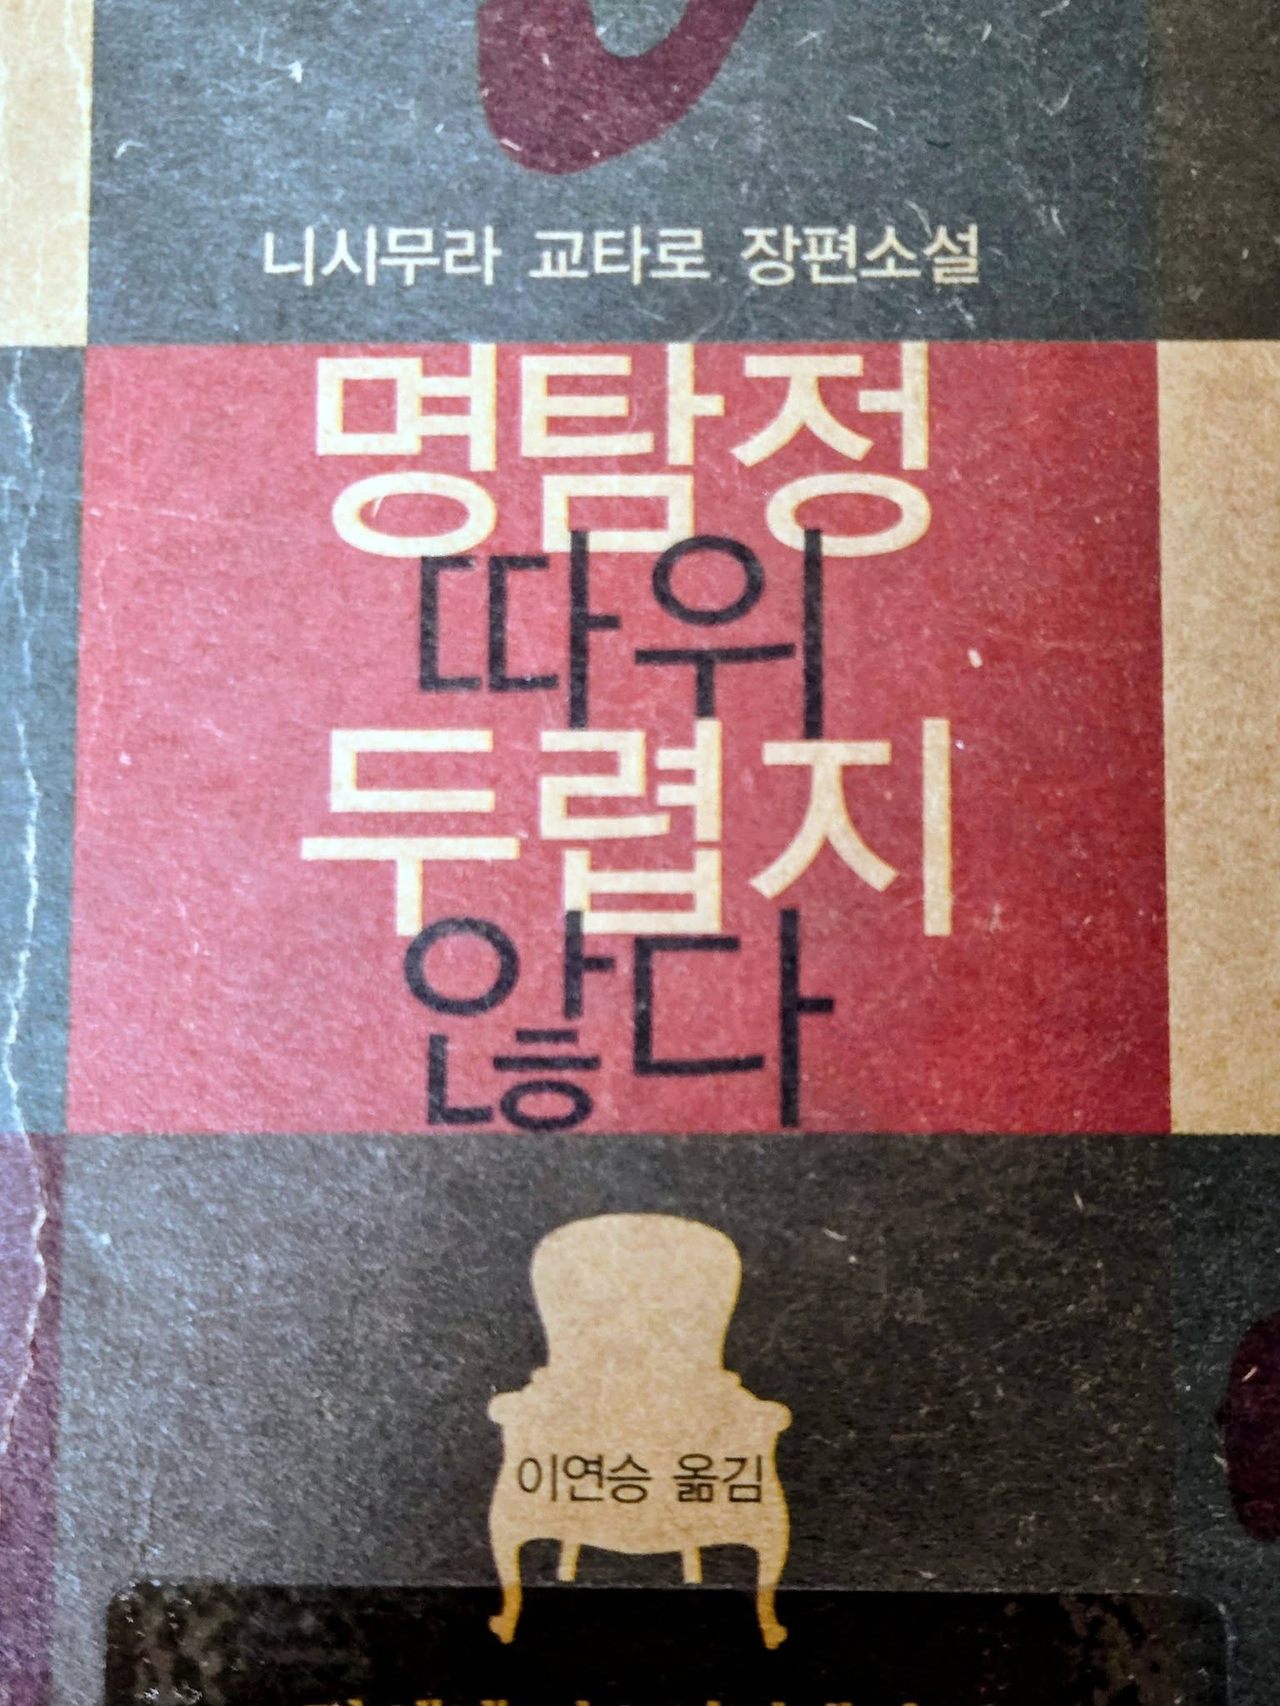 니시무라 교타로 장편소설
명탐정
따위
두렵지
않다
이연승 옮김